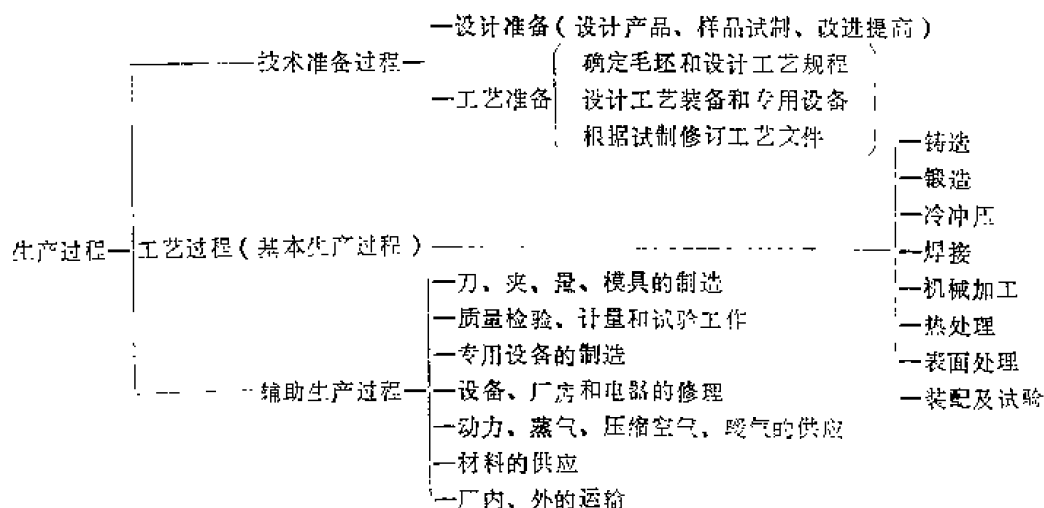 生产过程
技术准备过程
设计准备(设计产品、样品试制、改进提高)
工艺准备
确定毛坯和设计工艺规程
设计工艺装备和专用设备
根据试制修订工艺文件
工艺过程(基本生产过程)
铸造
锻造
冷冲压
焊接
机械加工
热处理
表面处理
装配及试验
辅助生产过程
刀、夹、量、模具的制造
质量检验、计量和试验工作
专用设备的制造
设备、厂房和电器的修理
动力、蒸气、压缩空气、暖气的供应
材料的供应
厂内、外的运输